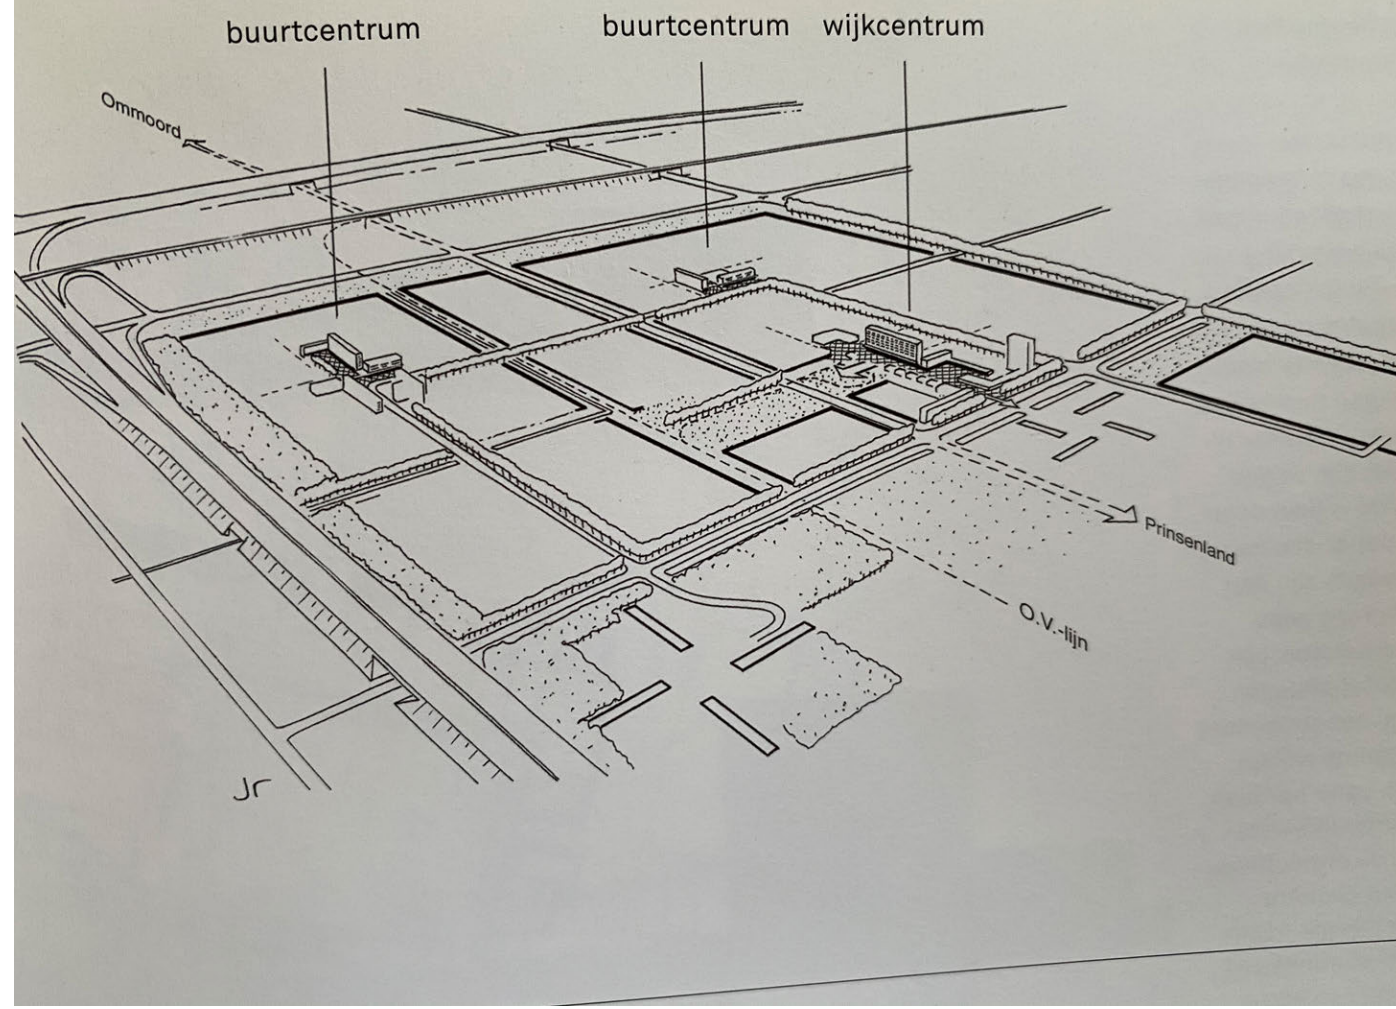 buurtcentrum
buurtcentrum
wijkcentrum
Ommoord
Prinsenland
O.V.-lijn
Jr